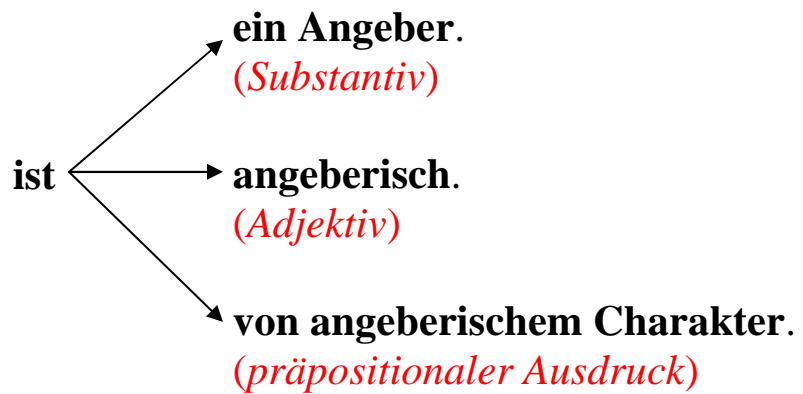 ein Angeber.
(Substantiv)
ist
angeberisch.
(Adjektiv)
von angeberischem Charakter.
(präpositionaler Ausdruck)